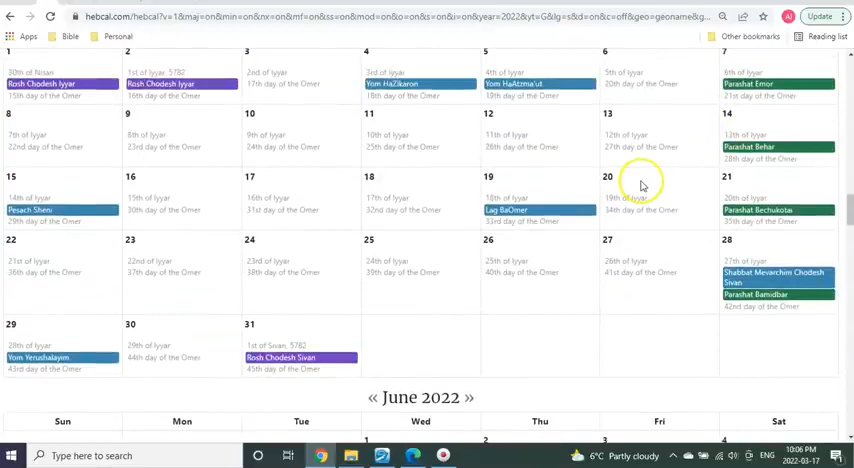 hebcal.com/hebcal?v=1&maj=on&min=on&nx=on&mf=on&ss=on&mod=on&o=on&s=on&i=on&year=2022&yt=G&lg=s&d=on&c=off&geo=geoname&g...
AI
Update
Apps
Bible
Personal
Other bookmarks
Reading list
1 2 3 4 5 6 7
30th of Nisan 1st of Iyyar, 5782 2nd of Iyyar 3rd of Iyyar 4th of Iyyar 5th of Iyyar 6th of Iyyar
Rosh Chodesh Iyyar Rosh Chodesh Iyyar 17th day of the Omer Yom HaZikaron Yom HaAtzma'ut 20th day of the Omer Parashat Emor
15th day of the Omer 16th day of the Omer 18th day of the Omer 19th day of the Omer 21st day of the Omer
8 9 10 11 12 13 14
7th of Iyyar 8th of Iyyar 9th of Iyyar 10th of Iyyar 11th of Iyyar 12th of Iyyar 13th of Iyyar
22nd day of the Omer 23rd day of the Omer 24th day of the Omer 25th day of the Omer 26th day of the Omer 27th day of the Omer Parashat Behar
28th day of the Omer
15 16 17 18 19 20 21
14th of Iyyar 15th of Iyyar 16th of Iyyar 17th of Iyyar 18th of Iyyar 19th of Iyyar 20th of Iyyar
Pesach Sheni 30th day of the Omer 31st day of the Omer 32nd day of the Omer Lag BaOmer 34th day of the Omer Parashat Bechukotai
29th day of the Omer 33rd day of the Omer 35th day of the Omer
22 23 24 25 26 27 28
21st of Iyyar 22nd of Iyyar 23rd of Iyyar 24th of Iyyar 25th of Iyyar 26th of Iyyar 27th of Iyyar
36th day of the Omer 37th day of the Omer 38th day of the Omer 39th day of the Omer 40th day of the Omer 41st day of the Omer Shabbat Mevarchim Chodesh
Sivan
Parashat Bamidbar
42nd day of the Omer
29 30 31
28th of Iyyar 29th of Iyyar 1st of Sivan, 5782
Yom Yerushalayim 44th day of the Omer Rosh Chodesh Sivan
43rd day of the Omer 45th day of the Omer
« June 2022 »
Sun Mon Tue Wed Thu Fri Sat
1 2 3 4
Type here to search
6°C Partly cloudy
ENG
10:06 PM
2022-03-17